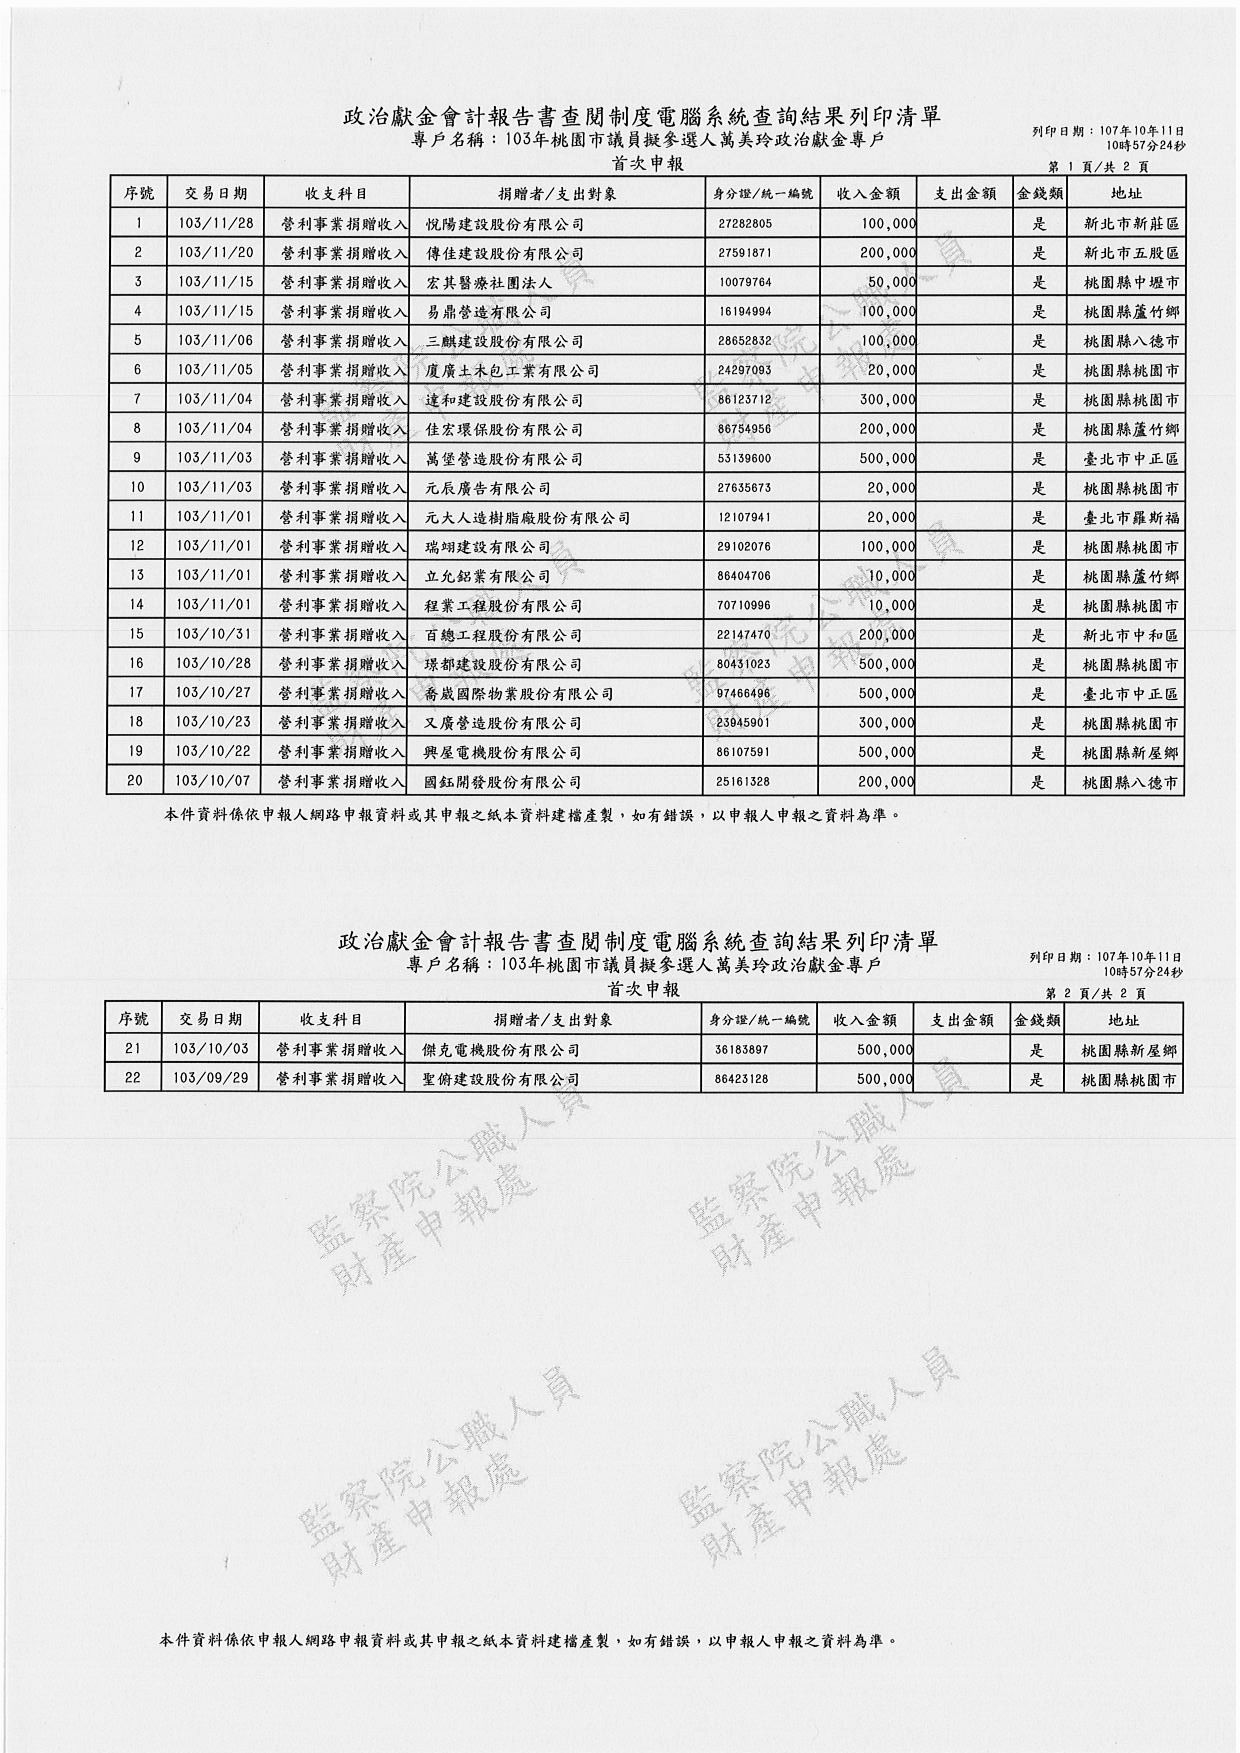 政治獻金會計報告書查閱制度電腦系統查詢結果列印清單
專戶名稱：103年桃園市議員擬參選人萬美玲政治獻金專戶
列印日期：107年10年11日
10時57分24秒
首次申報
第 1 頁/共 2 頁
序號 交易日期 收支科目 捐贈者/支出對象 身分證/統一編號 收入金額 支出金額 金錢類 地址
1 103/11/28 營利事業捐贈收入 悅陽建設股份有限公司 27282805 100,000 是 新北市新莊區
2 103/11/20 營利事業捐贈收入 傳佳建設股份有限公司 27591871 200,000 是 新北市五股區
3 103/11/15 營利事業捐贈收入 宏其醫療社團法人 10079764 50,000 是 桃園縣中壢市
4 103/11/15 營利事業捐贈收入 易鼎營造有限公司 16194994 100,000 是 桃園縣蘆竹鄉
5 103/11/06 營利事業捐贈收入 三麒建設股份有限公司 28652832 100,000 是 桃園縣八德市
6 103/11/05 營利事業捐贈收入 廈廣土木包工業有限公司 24297093 20,000 是 桃園縣桃園市
7 103/11/04 營利事業捐贈收入 達和建設股份有限公司 86123712 300,000 是 桃園縣桃園市
8 103/11/04 營利事業捐贈收入 佳宏環保股份有限公司 86754956 200,000 是 桃園縣蘆竹鄉
9 103/11/03 營利事業捐贈收入 萬堡營造股份有限公司 53139600 500,000 是 臺北市中正區
10 103/11/03 營利事業捐贈收入 元辰廣告有限公司 27635673 20,000 是 桃園縣桃園市
11 103/11/01 營利事業捐贈收入 元大人造樹脂廠股份有限公司 12107941 20,000 是 臺北市羅斯福
12 103/11/01 營利事業捐贈收入 瑞翊建設有限公司 29102076 100,000 是 桃園縣桃園市
13 103/11/01 營利事業捐贈收入 立允鋁業有限公司 86404706 10,000 是 桃園縣蘆竹鄉
14 103/11/01 營利事業捐贈收入 程業工程股份有限公司 70710996 10,000 是 桃園縣桃園市
15 103/10/31 營利事業捐贈收入 百總工程股份有限公司 22147470 200,000 是 新北市中和區
16 103/10/28 營利事業捐贈收入 璟都建設股份有限公司 80431023 500,000 是 桃園縣桃園市
17 103/10/27 營利事業捐贈收入 喬崴國際物業股份有限公司 97466496 500,000 是 臺北市中正區
18 103/10/23 營利事業捐贈收入 又廣營造股份有限公司 23945901 300,000 是 桃園縣桃園市
19 103/10/22 營利事業捐贈收入 興屋電機股份有限公司 86107591 500,000 是 桃園縣新屋鄉
20 103/10/07 營利事業捐贈收入 國鈺開發股份有限公司 25161328 200,000 是 桃園縣八德市
監察院公職人員
財產申報處
監察院公職人員
財產申報處
監察院公職人員
財產申報處
監察院公職人員
財產申報處
本件資料係依申報人網路申報資料或其申報之紙本資料建檔產製，如有錯誤，以申報人申報之資料為準。
政治獻金會計報告書查閱制度電腦系統查詢結果列印清單
專戶名稱：103年桃園市議員擬參選人萬美玲政治獻金專戶
列印日期：107年10年11日
10時57分24秒
首次申報
第 2 頁/共 2 頁
序號 交易日期 收支科目 捐贈者/支出對象 身分證/統一編號 收入金額 支出金額 金錢類 地址
21 103/10/03 營利事業捐贈收入 傑克電機股份有限公司 36183897 500,000 是 桃園縣新屋鄉
22 103/09/29 營利事業捐贈收入 聖俯建設股份有限公司 86423128 500,000 是 桃園縣桃園市
監察院公職人員
財產申報處
監察院公職人員
財產申報處
監察院公職人員
財產申報處
監察院公職人員
財產申報處
本件資料係依申報人網路申報資料或其申報之紙本資料建檔產製，如有錯誤，以申報人申報之資料為準。